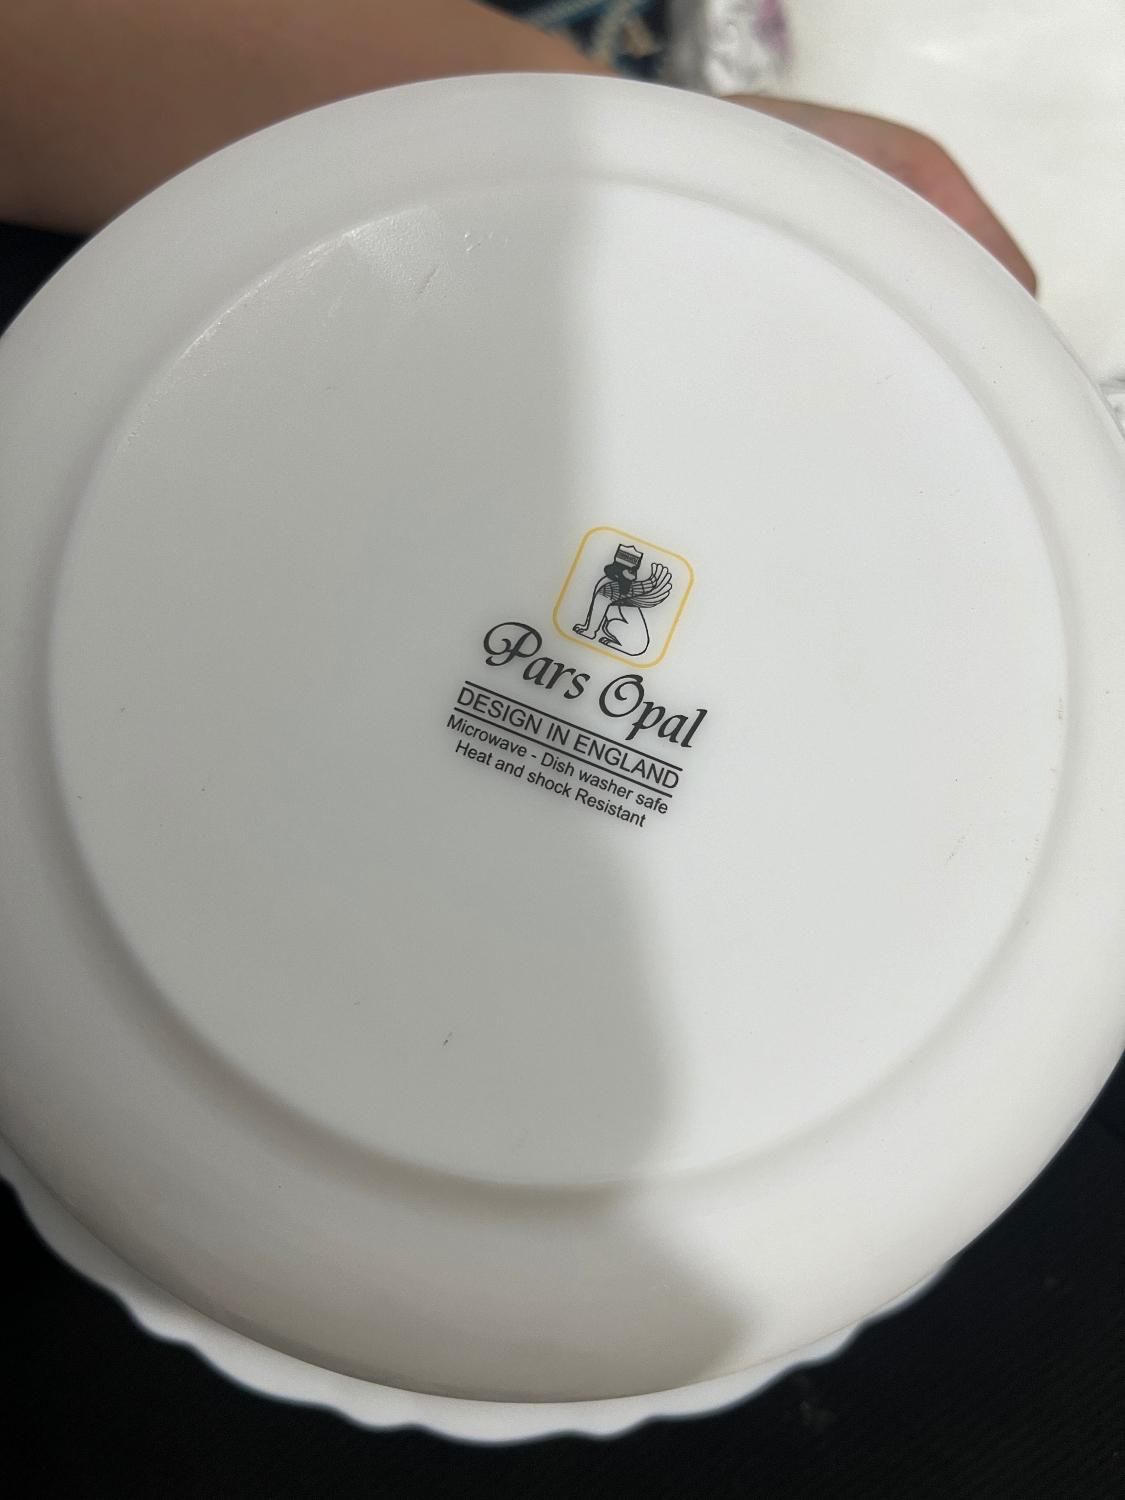 Pars Opal
DESIGN IN ENGLAND
Microwave - Dish washer safe
Heat and shock Resistant